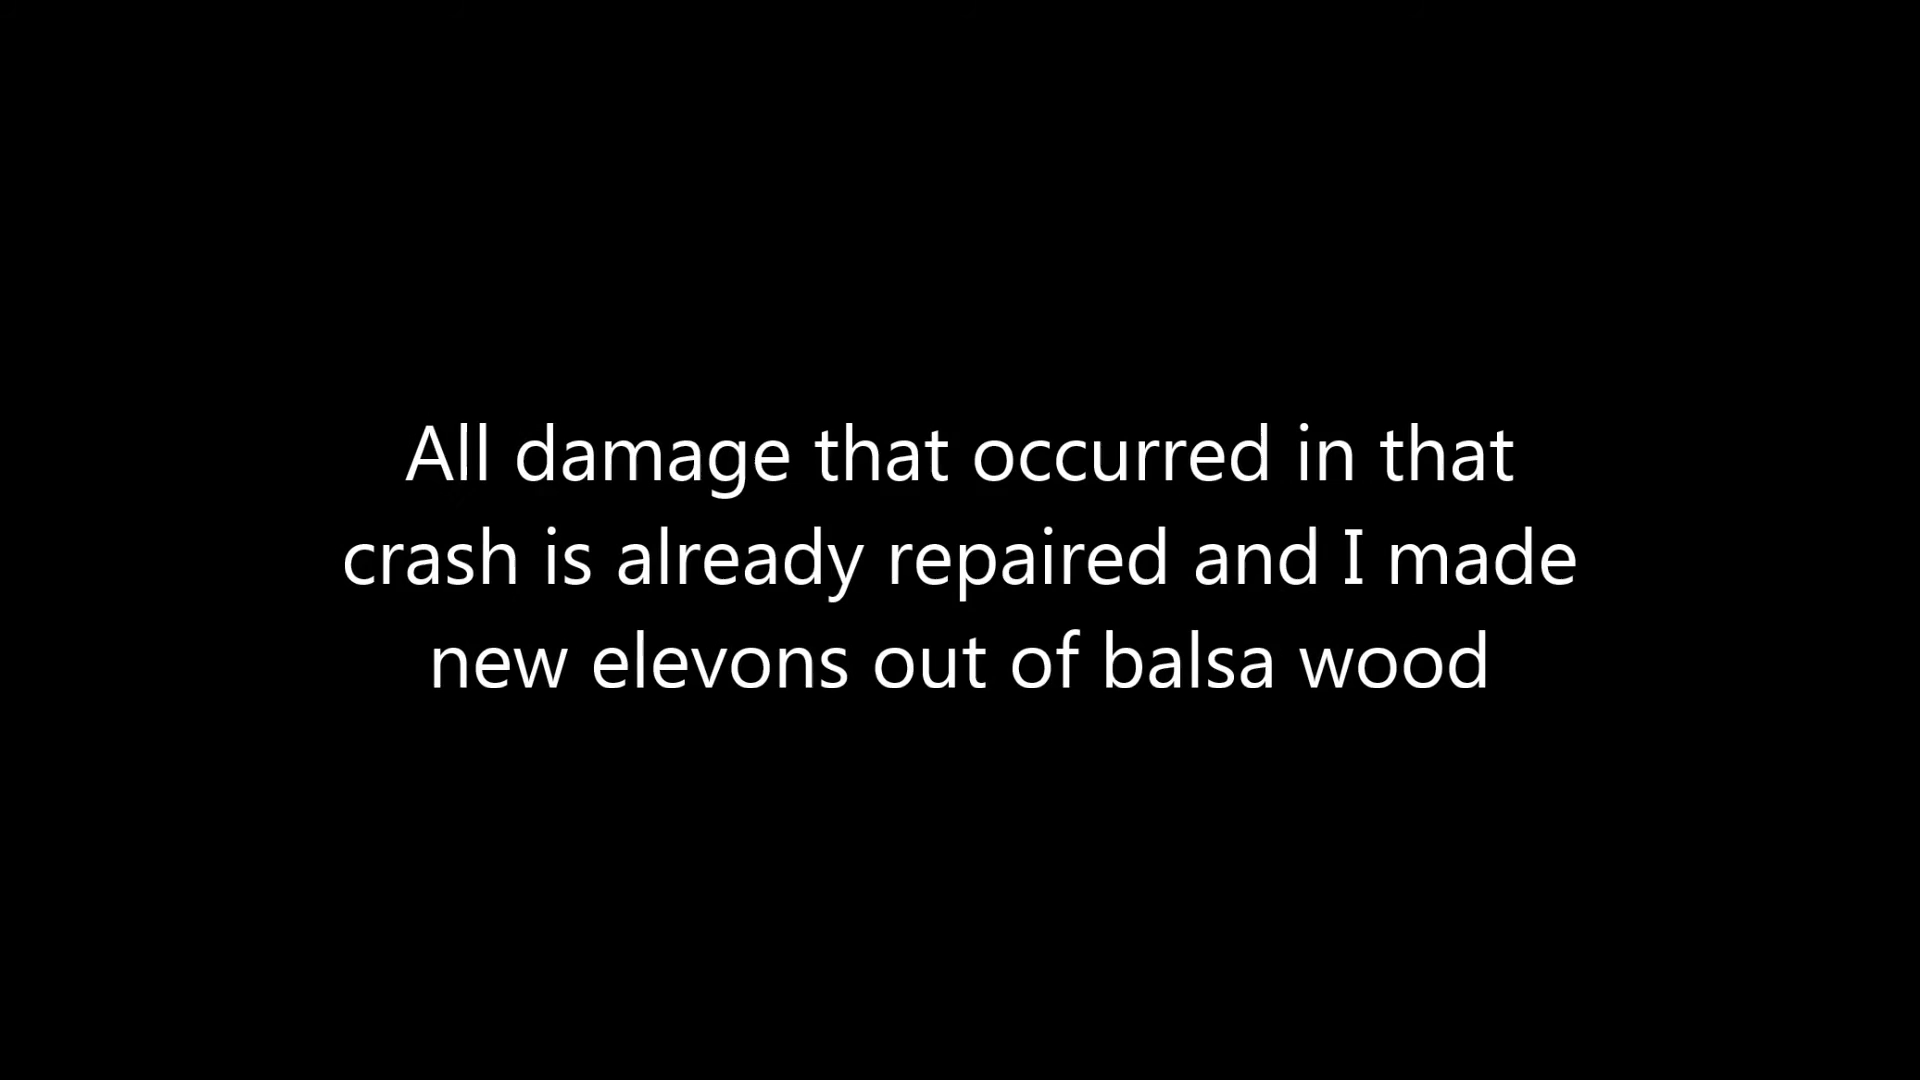 All damage that occurred in that
crash is already repaired and I made
new elevons out of balsa wood